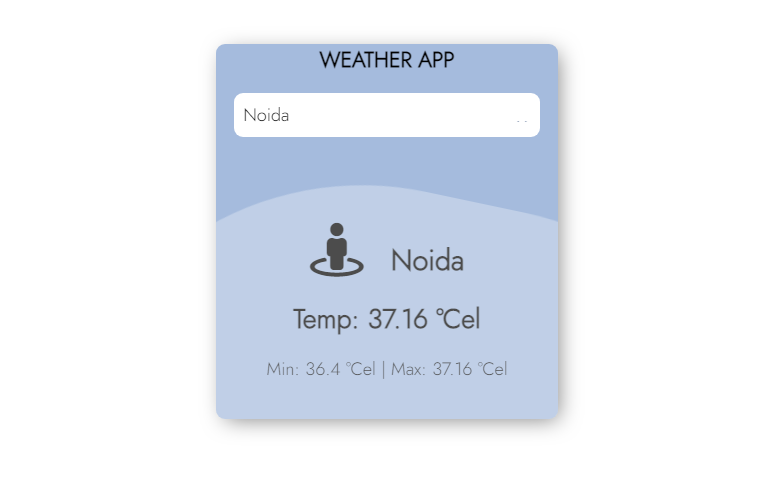 WEATHER APP
Noida
Noida
Temp: 37.16 °Cel
Min: 36.4 °Cel | Max: 37.16 °Cel